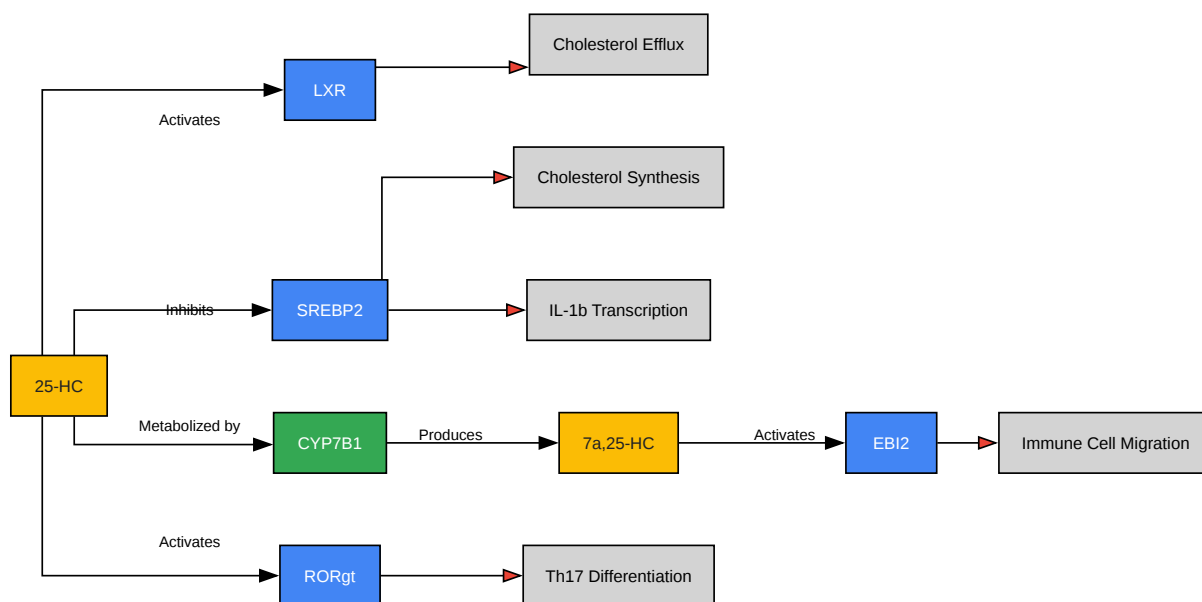 Cholesterol Efflux
LXR
Activates
Cholesterol Synthesis
Inhibits
SREBP2
IL-1b Transcription
25-HC
Metabolized by
CYP7B1
Produces
7a,25-HC
Activates
EBI2
Immune Cell Migration
Activates
RORgt
Th17 Differentiation